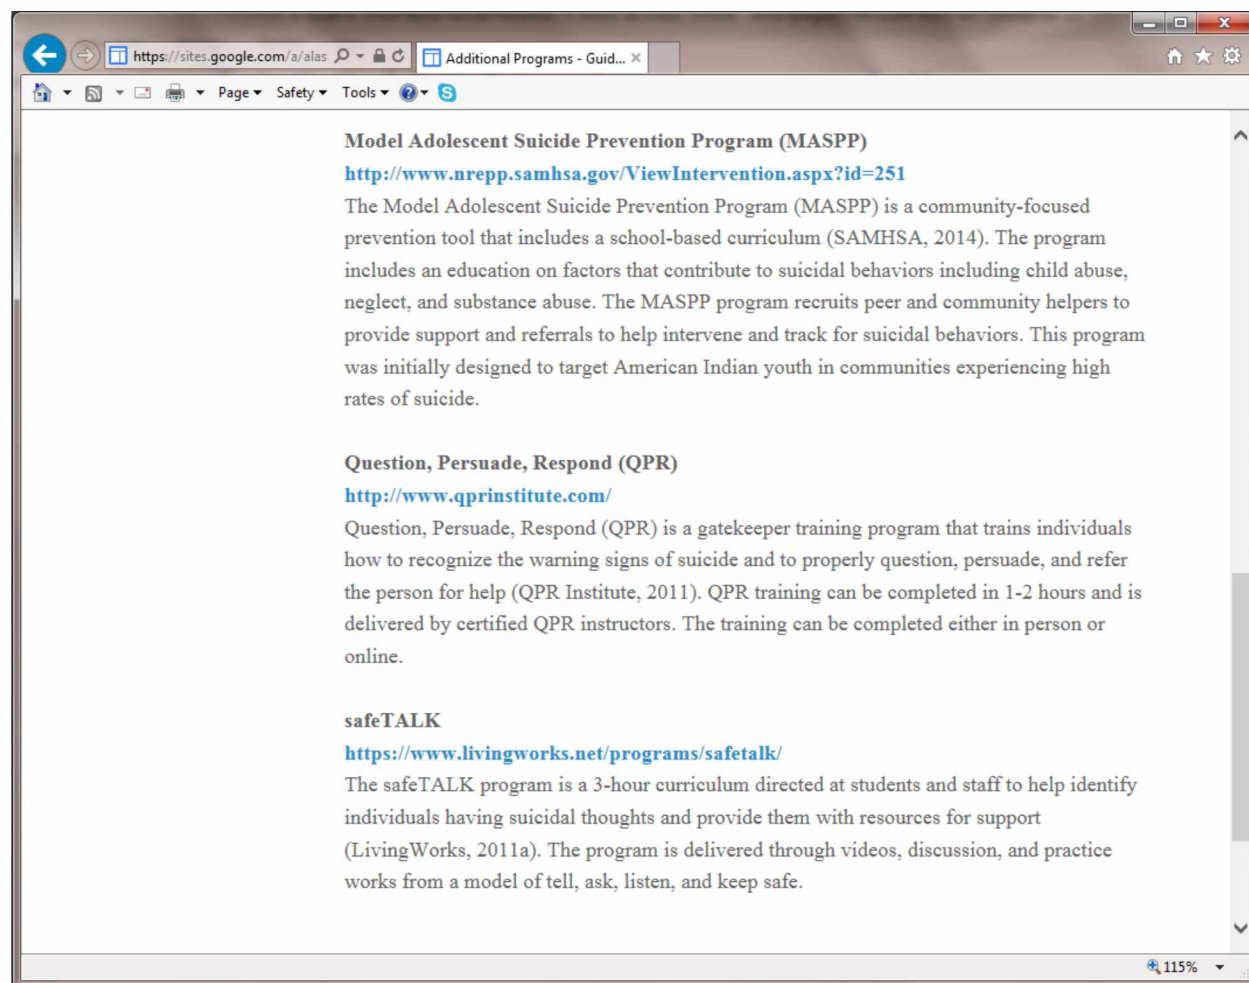 https://sites.google.com/a/alas
Additional Programs - Guid...
Page
Safety
Tools
Model Adolescent Suicide Prevention Program (MASPP)
http://www.nrepp.samhsa.gov/ViewIntervention.aspx?id=251
The Model Adolescent Suicide Prevention Program (MASPP) is a community-focused
prevention tool that includes a school-based curriculum (SAMHSA, 2014). The program
includes an education on factors that contribute to suicidal behaviors including child abuse,
neglect, and substance abuse. The MASPP program recruits peer and community helpers to
provide support and referrals to help intervene and track for suicidal behaviors. This program
was initially designed to target American Indian youth in communities experiencing high
rates of suicide.
Question, Persuade, Respond (QPR)
http://www.qprinstitute.com/
Question, Persuade, Respond (QPR) is a gatekeeper training program that trains individuals
how to recognize the warning signs of suicide and to properly question, persuade, and refer
the person for help (QPR Institute, 2011). QPR training can be completed in 1-2 hours and is
delivered by certified QPR instructors. The training can be completed either in person or
online.
safeTALK
https://www.livingworks.net/programs/safetalk/
The safeTALK program is a 3-hour curriculum directed at students and staff to help identify
individuals having suicidal thoughts and provide them with resources for support
(LivingWorks, 2011a). The program is delivered through videos, discussion, and practice
works from a model of tell, ask, listen, and keep safe.
115%